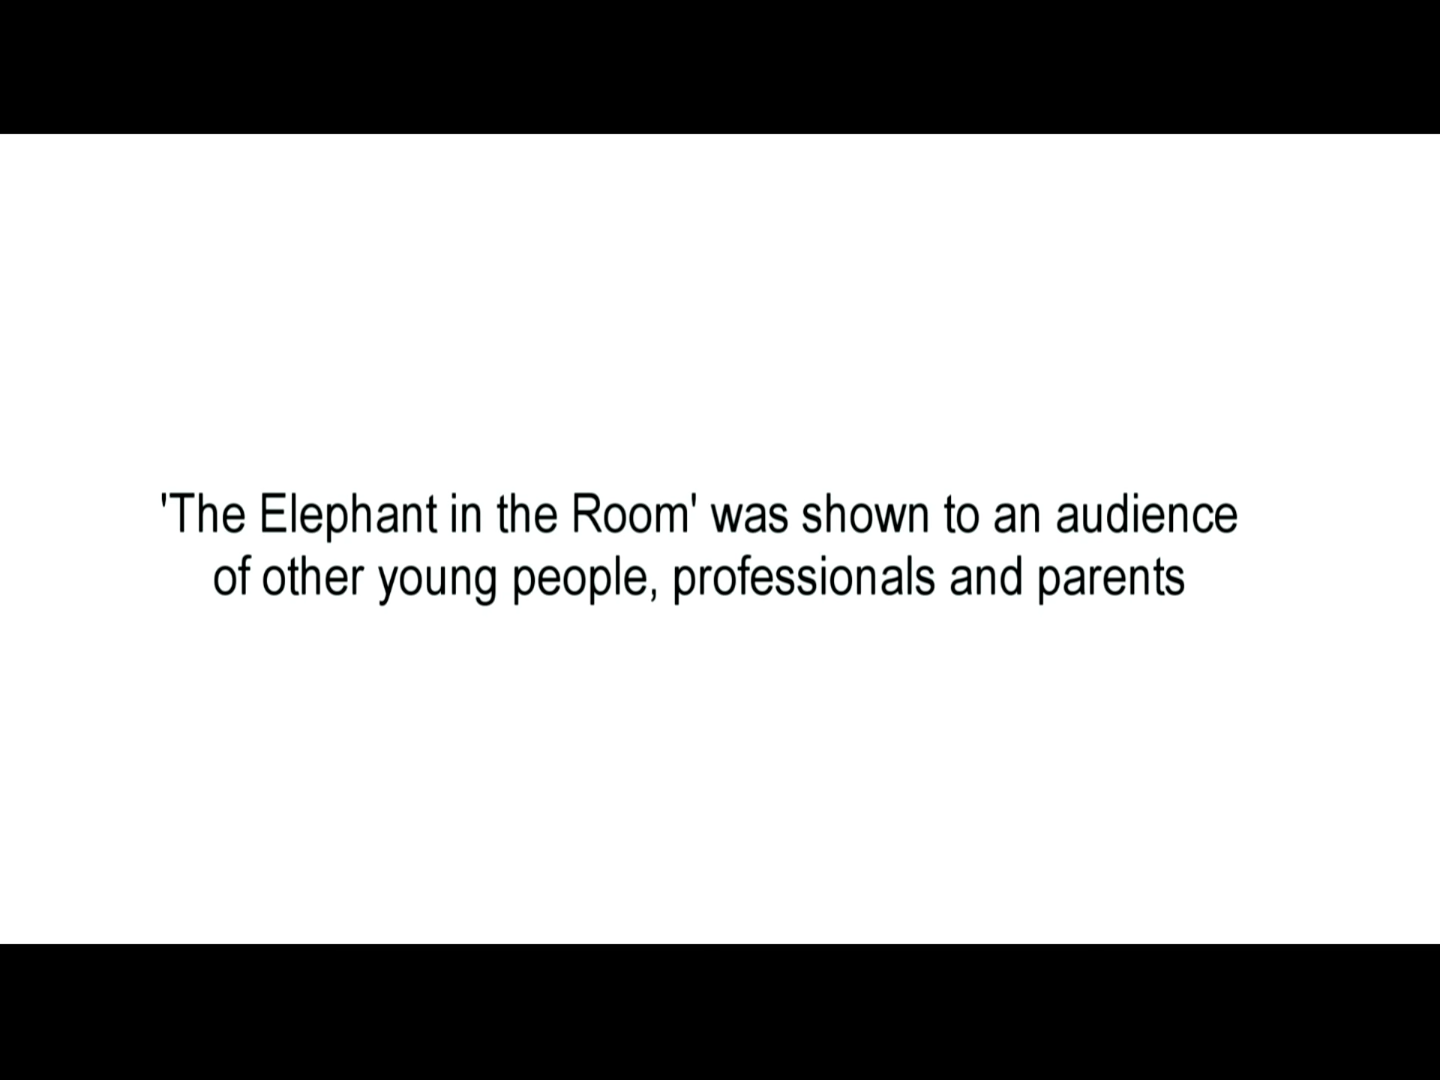 'The Elephant in the Room' was shown to an audience
of other young people, professionals and parents